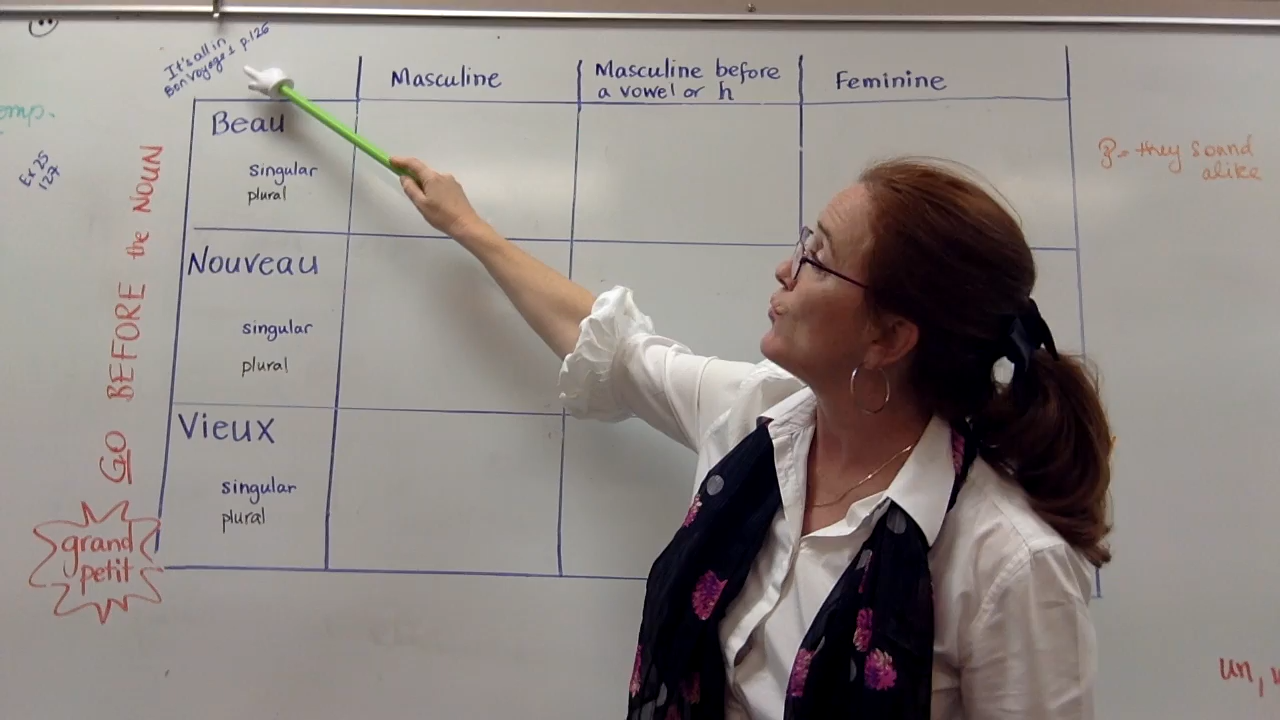 It's all in
Bon voyage 1 p.126
Masculine
Masculine before
a vowel or h
Feminine
Beau
singular
plural
Nouveau
singular
plural
Vieux
singular
plural
GO BEFORE the NOUN
grand
petit
Ex 25
127
emp.
= they sound
alike
un,